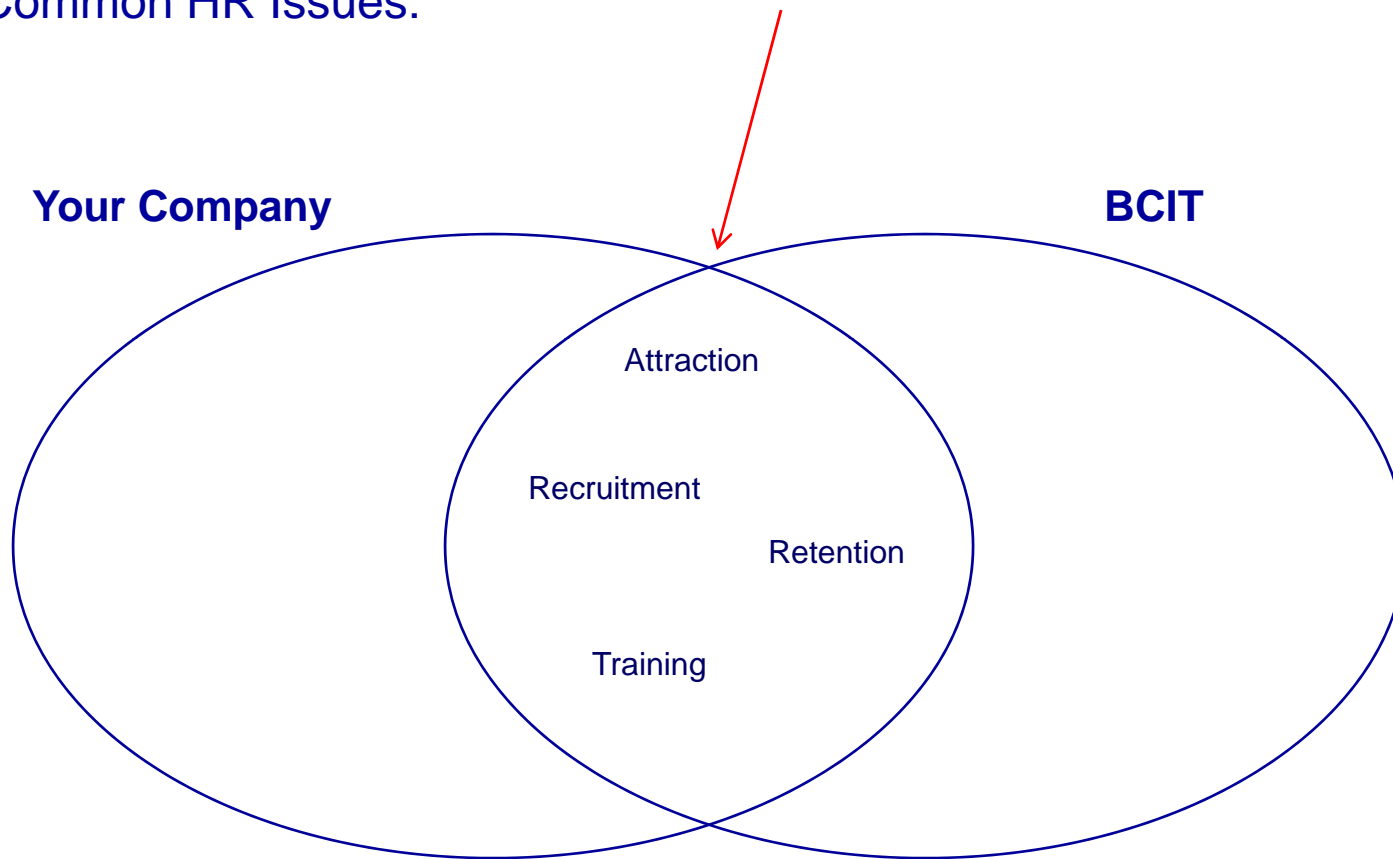 Common HR Issues:
Your Company
BCIT
Attraction
Recruitment
Retention
Training